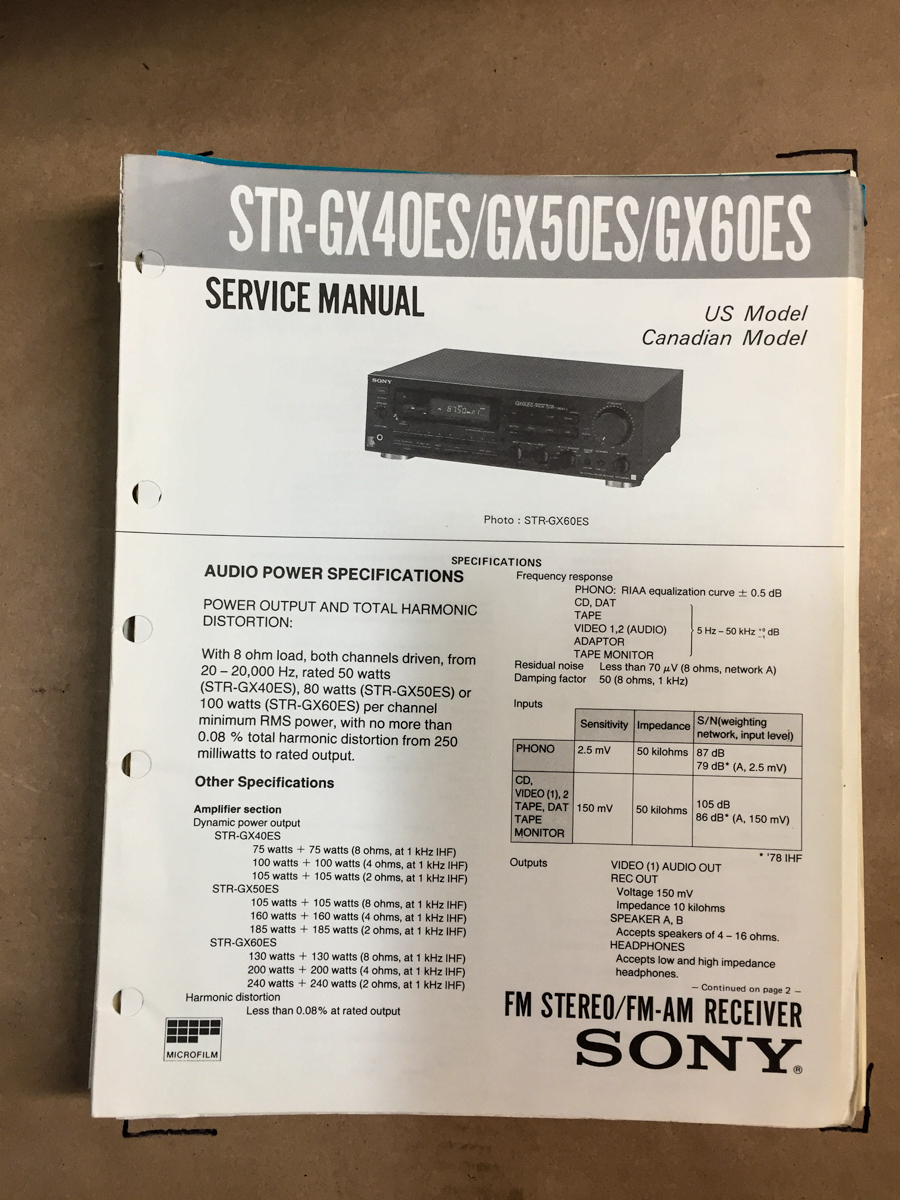 STR-GX40ES/GX50ES/GX60ES
SERVICE MANUAL
US Model
Canadian Model
SONY
Photo : STR-GX60ES
SPECIFICATIONS
AUDIO POWER SPECIFICATIONS
POWER OUTPUT AND TOTAL HARMONIC
DISTORTION:
With 8 ohm load, both channels driven, from
20 – 20,000 Hz, rated 50 watts
(STR-GX40ES), 80 watts (STR-GX50ES) or
100 watts (STR-GX60ES) per channel
minimum RMS power, with no more than
0.08 % total harmonic distortion from 250
milliwatts to rated output.
Other Specifications
Amplifier section
Dynamic power output
STR-GX40ES
75 watts + 75 watts (8 ohms, at 1 kHz IHF)
100 watts + 100 watts (4 ohms, at 1 kHz IHF)
105 watts + 105 watts (2 ohms, at 1 kHz IHF)
STR-GX50ES
105 watts + 105 watts (8 ohms, at 1 kHz IHF)
160 watts + 160 watts (4 ohms, at 1 kHz IHF)
185 watts + 185 watts (2 ohms, at 1 kHz IHF)
STR-GX60ES
130 watts + 130 watts (8 ohms, at 1 kHz IHF)
200 watts + 200 watts (4 ohms, at 1 kHz IHF)
240 watts + 240 watts (2 ohms, at 1 kHz IHF)
Harmonic distortion
Less than 0.08% at rated output
MICROFILM
Frequency response
PHONO: RIAA equalization curve ± 0.5 dB
CD, DAT
TAPE
VIDEO 1,2 (AUDIO) 5 Hz – 50 kHz +0 −1 dB
ADAPTOR
TAPE MONITOR
Residual noise Less than 70 μV (8 ohms, network A)
Damping factor 50 (8 ohms, 1 kHz)
Inputs
Sensitivity Impedance S/N(weighting
network, input level)
PHONO 2.5 mV 50 kilohms 87 dB
79 dB* (A, 2.5 mV)
CD,
VIDEO (1), 2
TAPE, DAT 150 mV 50 kilohms 105 dB
TAPE 86 dB* (A, 150 mV)
MONITOR
* '78 IHF
Outputs VIDEO (1) AUDIO OUT
REC OUT
Voltage 150 mV
Impedance 10 kilohms
SPEAKER A, B
Accepts speakers of 4 – 16 ohms.
HEADPHONES
Accepts low and high impedance
headphones.
– Continued on page 2 –
FM STEREO/FM-AM RECEIVER
SONY®